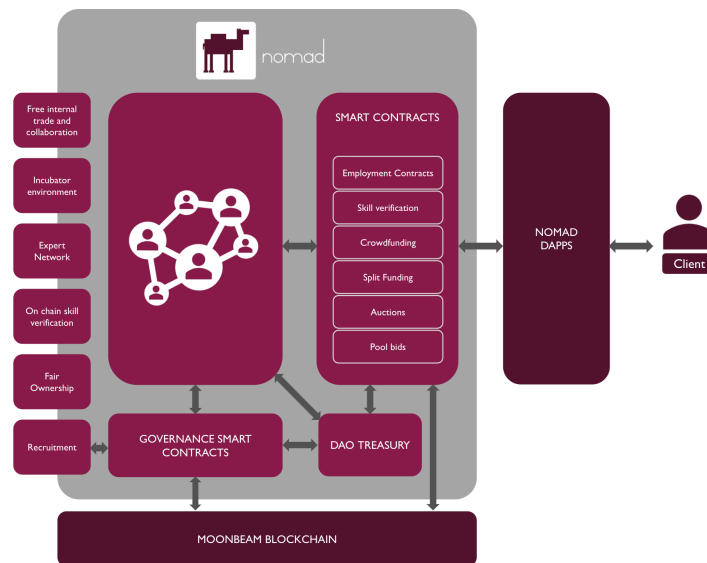 nomad
Free internal
trade and
collaboration
Incubator
environment
Expert
Network
On chain skill
verification
Fair
Ownership
Recruitment
SMART CONTRACTS
Employment Contracts
Skill verification
Crowdfunding
Split Funding
Auctions
Pool bids
GOVERNANCE SMART
CONTRACTS
DAO TREASURY
NOMAD
DAPPS
Client
MOONBEAM BLOCKCHAIN